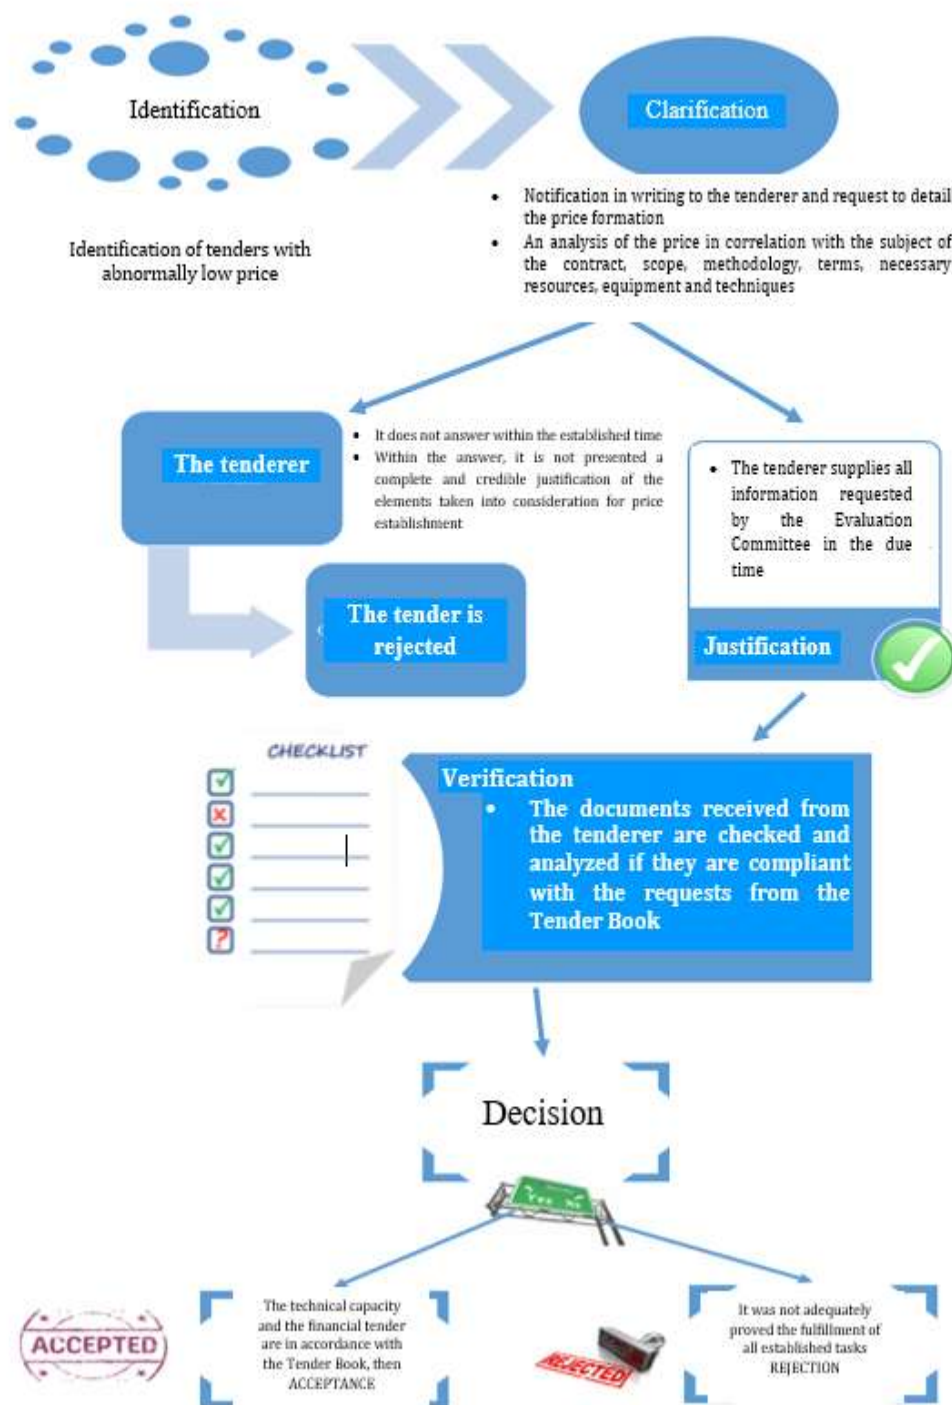 Identification
Clarification
Identification of tenders with
abnormally low price
• Notification in writing to the tenderer and request to detail
the price formation
• An analysis of the price in correlation with the subject of
the contract, scope, methodology, terms, necessary
resources, equipment and techniques
The tenderer
• It does not answer within the established time
• Within the answer, it is not presented a
complete and credible justification of the
elements taken into consideration for price
establishment
• The tenderer supplies all
information requested
by the Evaluation
Committee in the due
time
The tender is
rejected
Justification
CHECKLIST
Verification
• The documents received from
the tenderer are checked and
analyzed if they are compliant
with the requests from the
Tender Book
Decision
Yes No
ACCEPTED
The technical capacity
and the financial tender
are in accordance with
the Tender Book, then
ACCEPTANCE
REJECTED
It was not adequately
proved the fulfillment of
all established tasks
REJECTION